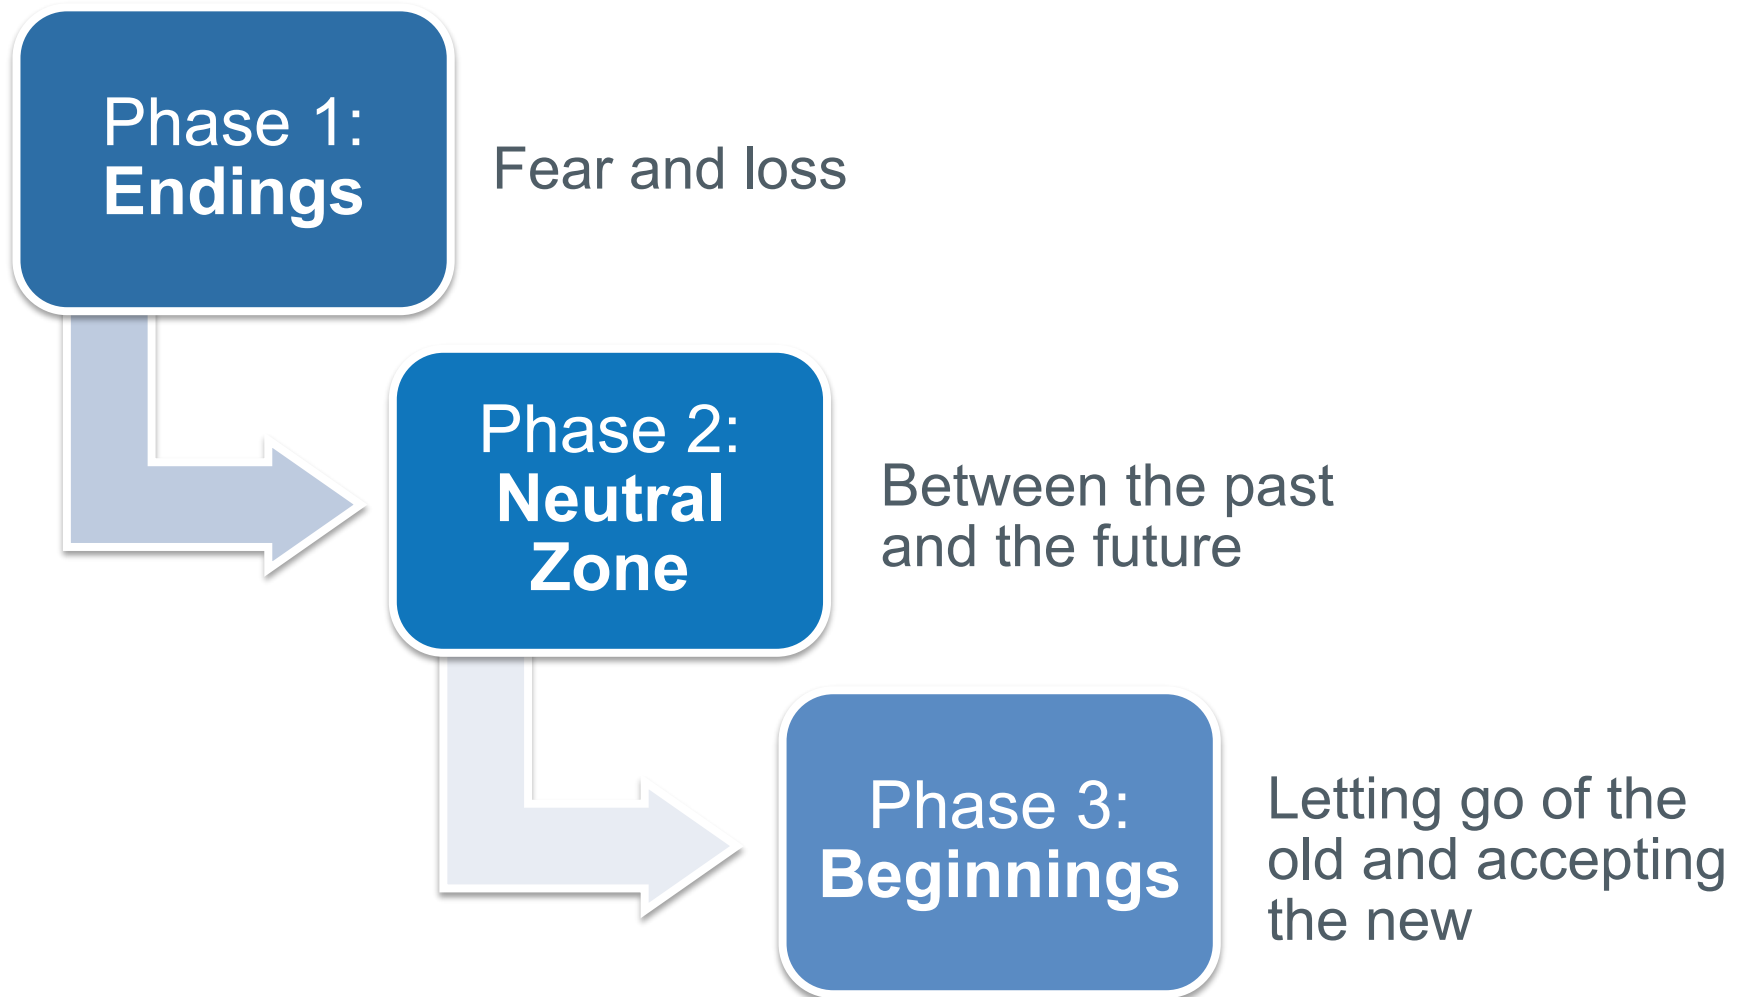 Phase 1:
Endings
Fear and loss
Phase 2:
Neutral
Zone
Between the past
and the future
Phase 3:
Beginnings
Letting go of the
old and accepting
the new